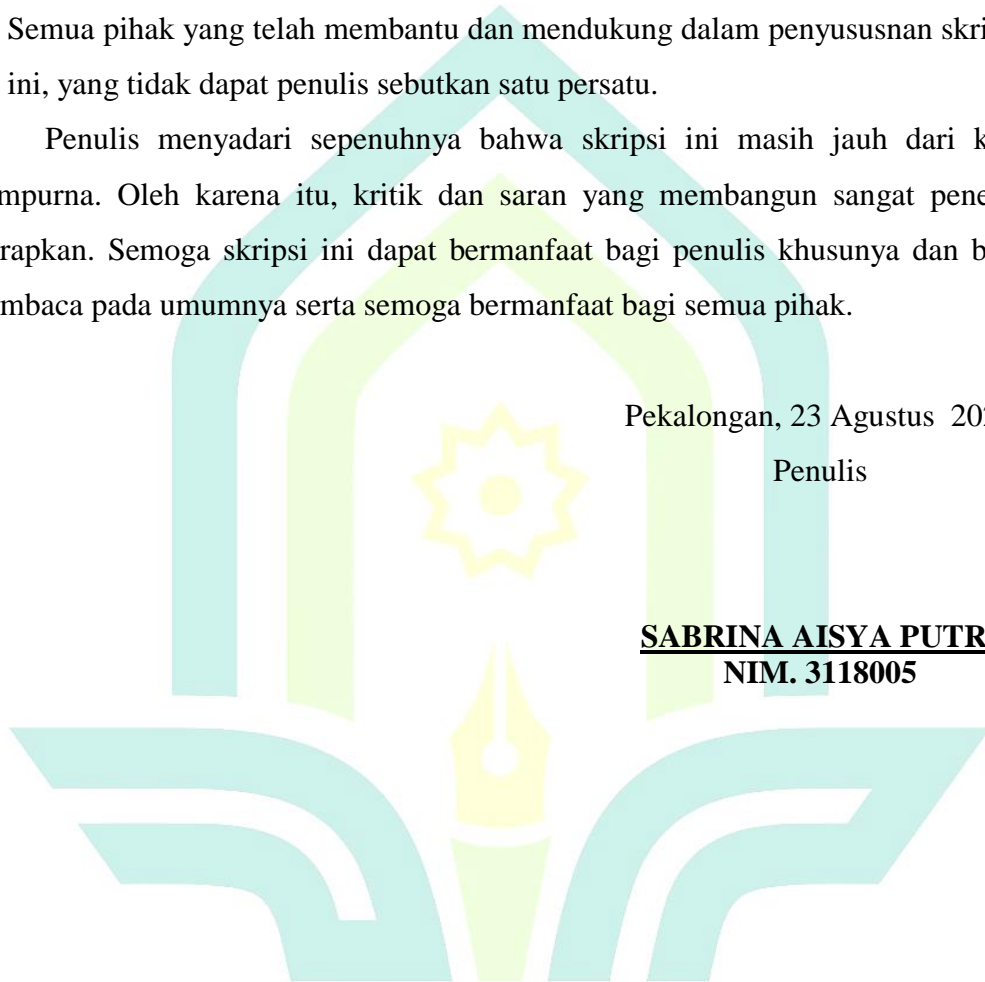 Semua pihak yang telah membantu dan mendukung dalam penyususnan skri
ini, yang tidak dapat penulis sebutkan satu persatu.
Penulis menyadari sepenuhnya bahwa skripsi ini masih jauh dari k
mpurna. Oleh karena itu, kritik dan saran yang membangun sangat pene
rapkan. Semoga skripsi ini dapat bermanfaat bagi penulis khusunya dan b
mbaca pada umumnya serta semoga bermanfaat bagi semua pihak.
Pekalongan, 23 Agustus 20
Penulis
SABRINA AISYA PUTR
NIM. 3118005